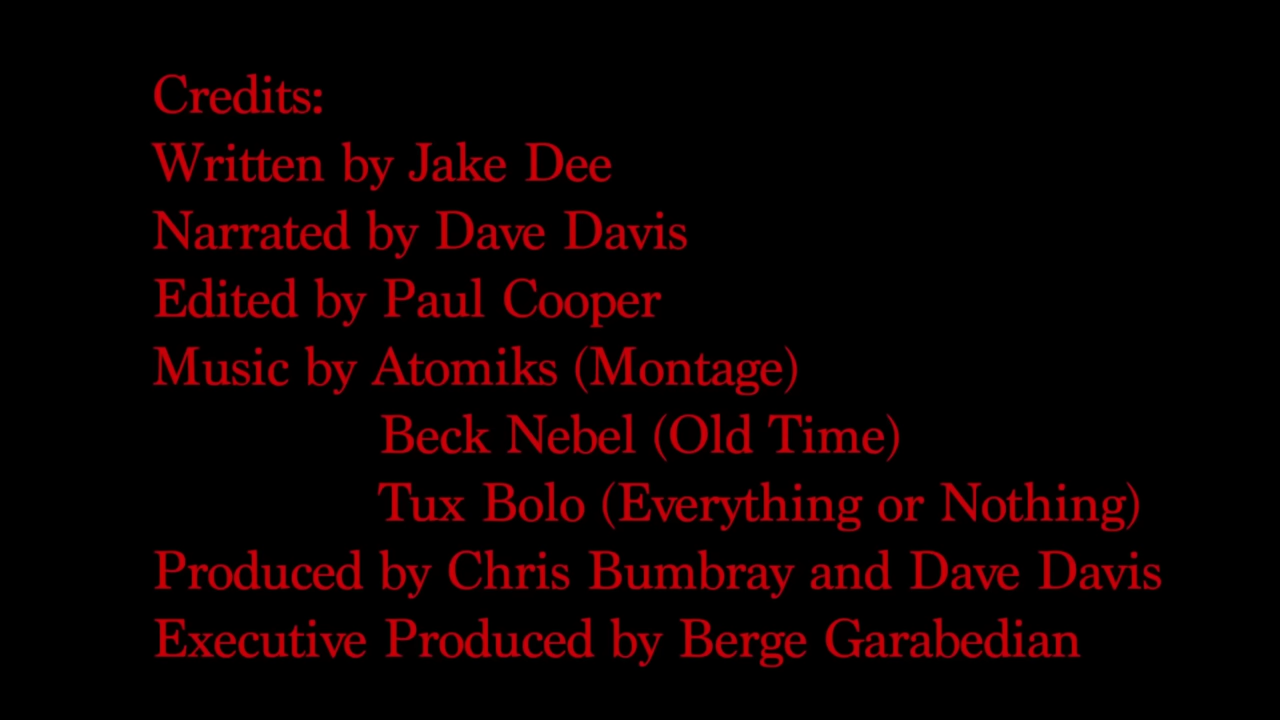 Credits:
Written by Jake Dee
Narrated by Dave Davis
Edited by Paul Cooper
Music by Atomiks (Montage)
Beck Nebel (Old Time)
Tux Bolo (Everything or Nothing)
Produced by Chris Bumbray and Dave Davis
Executive Produced by Berge Garabedian